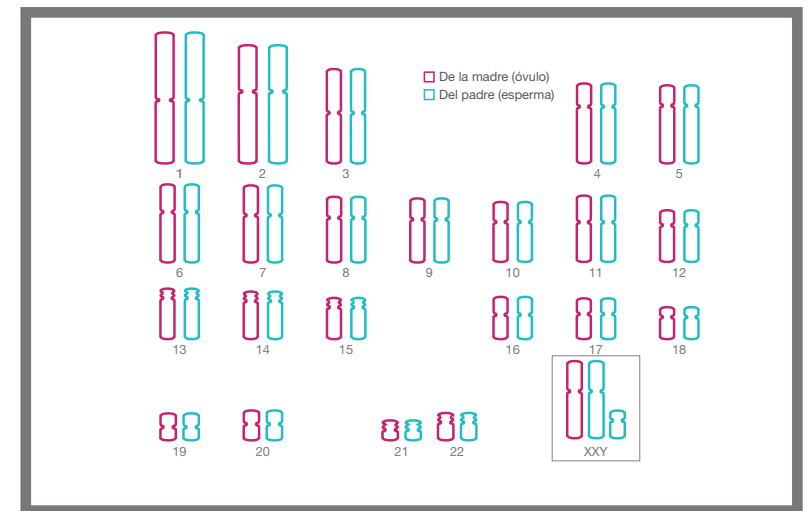 De la madre (óvulo)
Del padre (esperma)
1 2 3 4 5
6 7 8 9 10 11 12
13 14 15 16 17 18
19 20 21 22 XXY